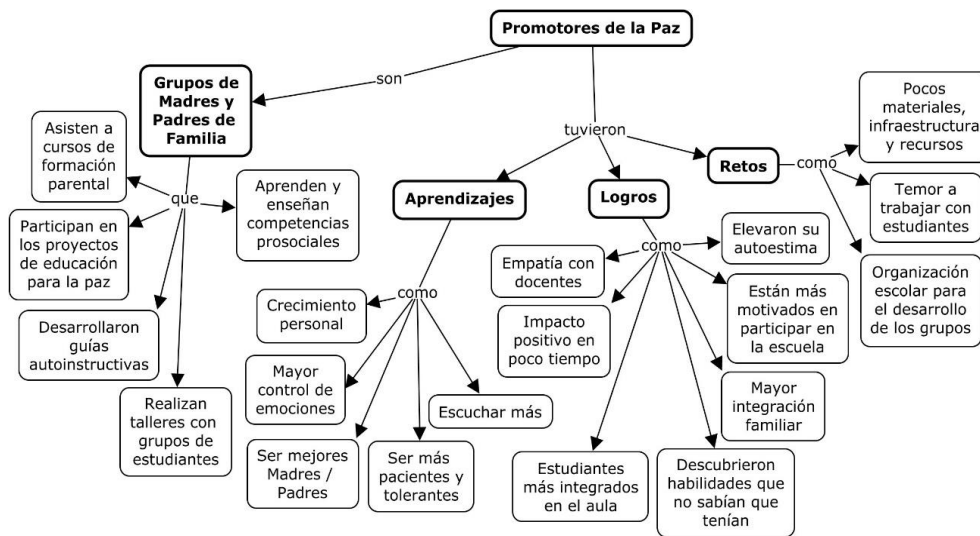 Promotores de la Paz
son
Grupos de
Madres y
Padres de
Familia
que
Asisten a
cursos de
formación
parental
Participan en
los proyectos
de educación
para la paz
Desarrollaron
guías
autoinstructivas
Realizan
talleres con
grupos de
estudiantes
Aprenden y
enseñan
competencias
prosociales
tuvieron
Aprendizajes
como
Crecimiento
personal
Mayor
control de
emociones
Ser mejores
Madres /
Padres
Ser más
pacientes y
tolerantes
Escuchar más
Logros
como
Empatía con
docentes
Impacto
positivo en
poco tiempo
Estudiantes
más integrados
en el aula
Descubrieron
habilidades que
no sabían que
tenían
Mayor
integración
familiar
Están más
motivados en
participar en
la escuela
Elevaron su
autoestima
Retos
como
Pocos
materiales,
infraestructura
y recursos
Temor a
trabajar con
estudiantes
Organización
escolar para
el desarrollo
de los grupos